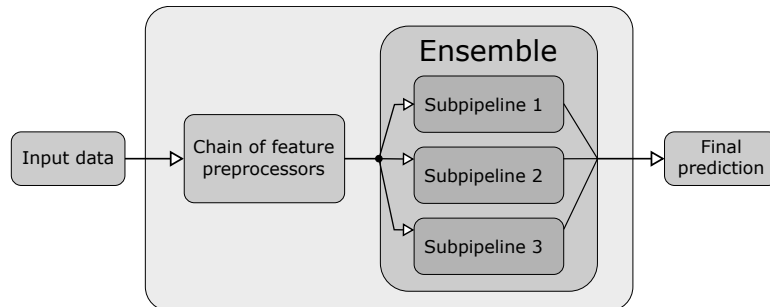 Ensemble
Subpipeline 1
Input data
Chain of feature
preprocessors
Subpipeline 2
Final
prediction
Subpipeline 3